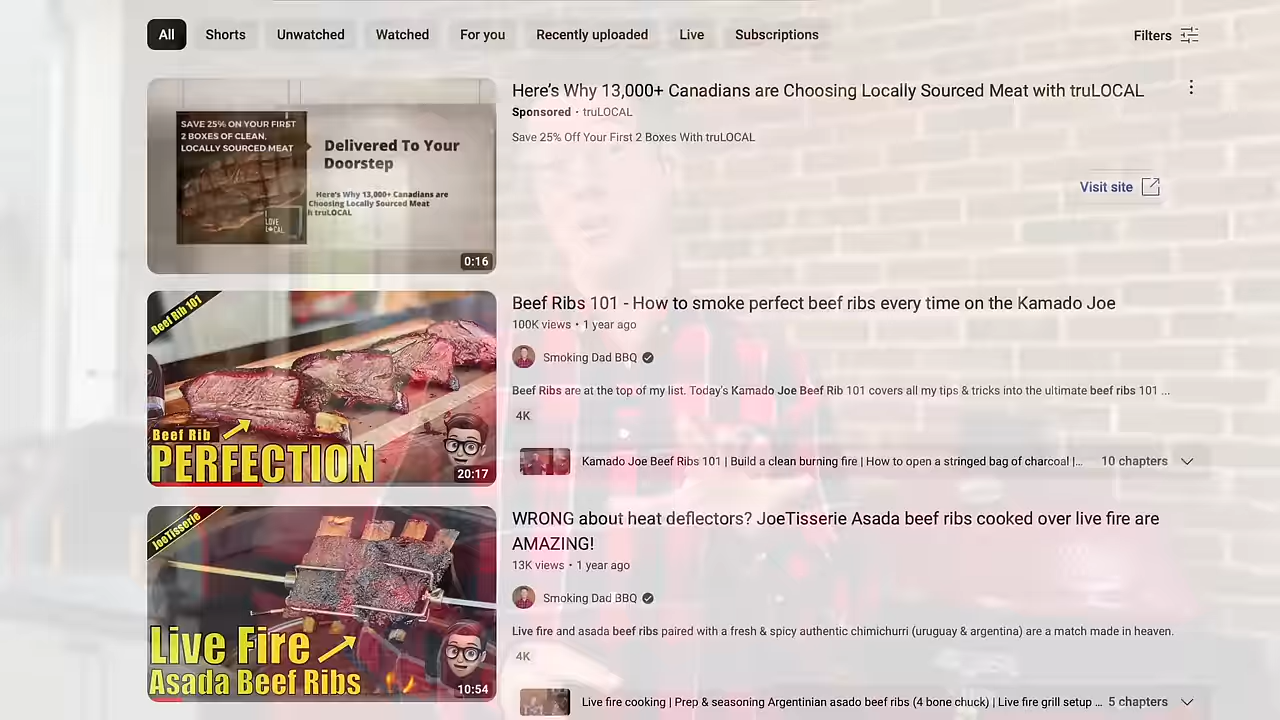 All
Shorts
Unwatched
Watched
For you
Recently uploaded
Live
Subscriptions
Filters
SAVE 25% ON YOUR FIRST
2 BOXES OF CLEAN,
LOCALLY SOURCED MEAT
Delivered To Your
Doorstep
Here's Why 13,000+ Canadians are
Choosing Locally Sourced Meat
h truLOCAL
LOVE
LOCAL
0:16
Here's Why 13,000+ Canadians are Choosing Locally Sourced Meat with truLOCAL
Sponsored · truLOCAL
Save 25% Off Your First 2 Boxes With truLOCAL
Visit site
Beef Rib 101
Beef Rib
PERFECTION
20:17
Beef Ribs 101 - How to smoke perfect beef ribs every time on the Kamado Joe
100K views • 1 year ago
Smoking Dad BBQ
Beef Ribs are at the top of my list. Today's Kamado Joe Beef Rib 101 covers all my tips & tricks into the ultimate beef ribs 101 ...
4K
Kamado Joe Beef Ribs 101 | Build a clean burning fire | How to open a stringed bag of charcoal |...
10 chapters
JoeTisserie
Live Fire
Asada Beef Ribs
10:54
WRONG about heat deflectors? JoeTisserie Asada beef ribs cooked over live fire are
AMAZING!
13K views • 1 year ago
Smoking Dad BBQ
Live fire and asada beef ribs paired with a fresh & spicy authentic chimichurri (uruguay & argentina) are a match made in heaven.
4K
Live fire cooking | Prep & seasoning Argentinian asado beef ribs (4 bone chuck) | Live fire grill setup ...
5 chapters